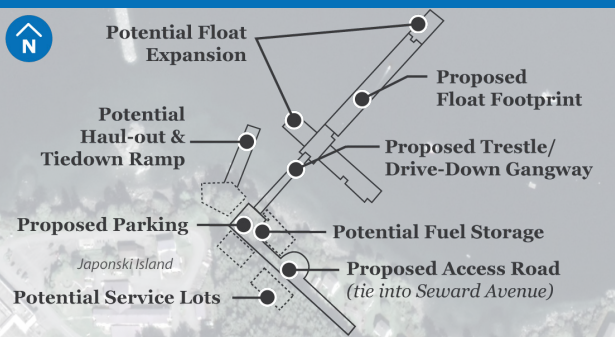 N
Potential Float
Expansion
Proposed
Float Footprint
Potential
Haul-out &
Tiedown Ramp
Proposed Trestle/
Drive-Down Gangway
Proposed Parking
Potential Fuel Storage
Japonski Island
Proposed Access Road
(tie into Seward Avenue)
Potential Service Lots